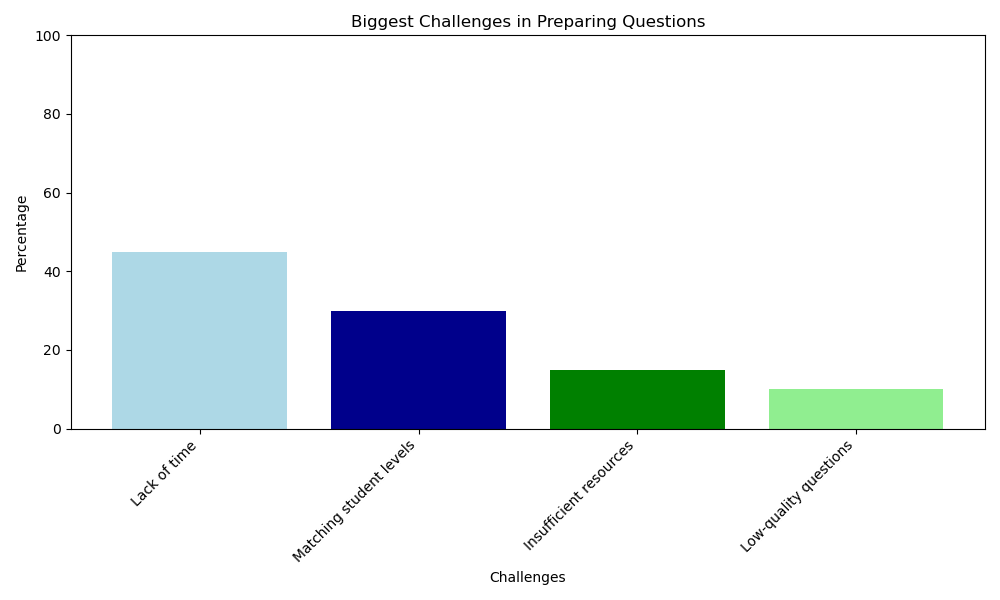 Biggest Challenges in Preparing Questions
100
80
60
40
20
0
Percentage
Lack of time
Matching student levels
Insufficient resources
Low-quality questions
Challenges